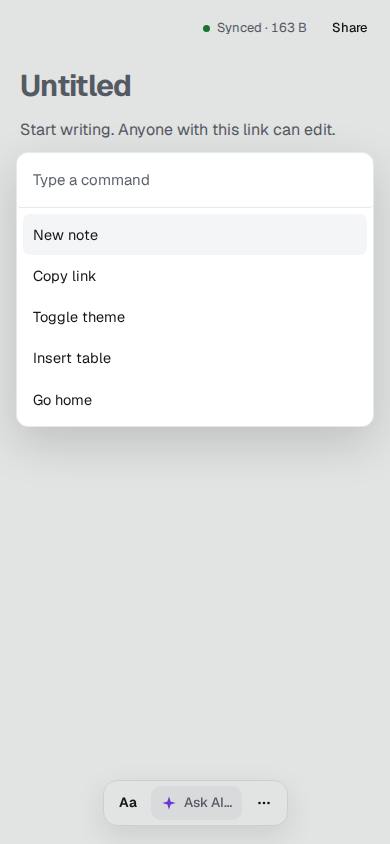 Synced · 163 B Share
Untitled
Start writing. Anyone with this link can edit.
Type a command
New note
Copy link
Toggle theme
Insert table
Go home
Aa Ask AI... ···